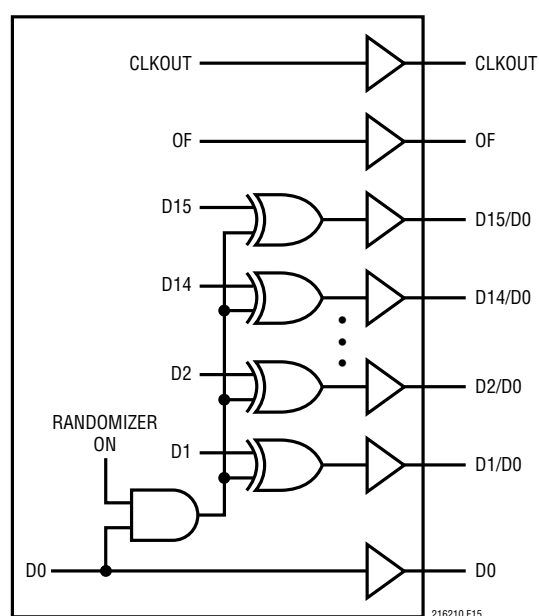 CLKOUT CLKOUT
OF OF
D15 D15/D0
D14 D14/D0
D2 D2/D0
RANDOMIZER
ON
D1 D1/D0
D0 D0
216210 F15